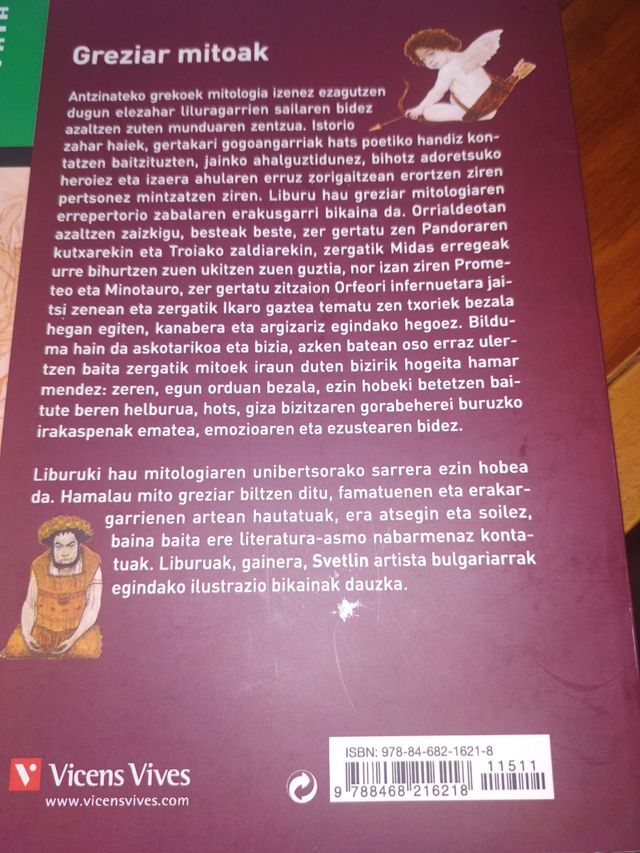 Greziar mitoak
Antzinateko grekoek mitologia izenez ezagutzen
dugun elezahar liluragarrien sailaren bidez
azaltzen zuten munduaren zentzua. Istorio
zahar haiek, gertakari gogoangarriak hats poetiko handiz kon-
tatzen baitzituzten, jainko ahalguztidunez, bihotz adoretsuko
heroiez eta izaera ahularen erruz zorigaitzean erortzen ziren
pertsonez mintzatzen ziren. Liburu hau greziar mitologiaren
errepertorio zabalaren erakusgarri bikaina da. Orrialdeotan
azaltzen zaizkigu, besteak beste, zer gertatu zen Pandoraren
kutxarekin eta Troiako zaldiarekin, zergatik Midas erregeak
urre bihurtzen zuen ukitzen zuen guztia, nor izan ziren Prome-
teo eta Minotauro, zer gertatu zitzaion Orfeori infernuetara jai-
tsi zenean eta zergatik Ikaro gaztea tematu zen txoriek bezala
hegan egiten, kanabera eta argizariz egindako hegoez. Bildu-
ma hain da askotarikoa eta bizia, azken batean oso erraz uler-
tzen baita zergatik mitoek iraun duten bizirik hogeita hamar
mendez: zeren, egun orduan bezala, ezin hobeki betetzen bai-
tute beren helburua, hots, giza bizitzaren gorabeherei buruzko
irakaspenak ematea, emozioaren eta ezustearen bidez.
Liburuki hau mitologiaren unibertsorako sarrera ezin hobea
da. Hamalau mito greziar biltzen ditu, famatuenen eta erakar-
garrienen artean hautatuak, era atsegin eta soilez,
baina baita ere literatura-asmo nabarmenaz konta-
tuak. Liburuak, gainera, Svetlin artista bulgariarrak
egindako ilustrazio bikainak dauzka.
Vicens Vives
www.vicensvives.com
ISBN: 978-84-682-1621-8
11511
9 788468 216218